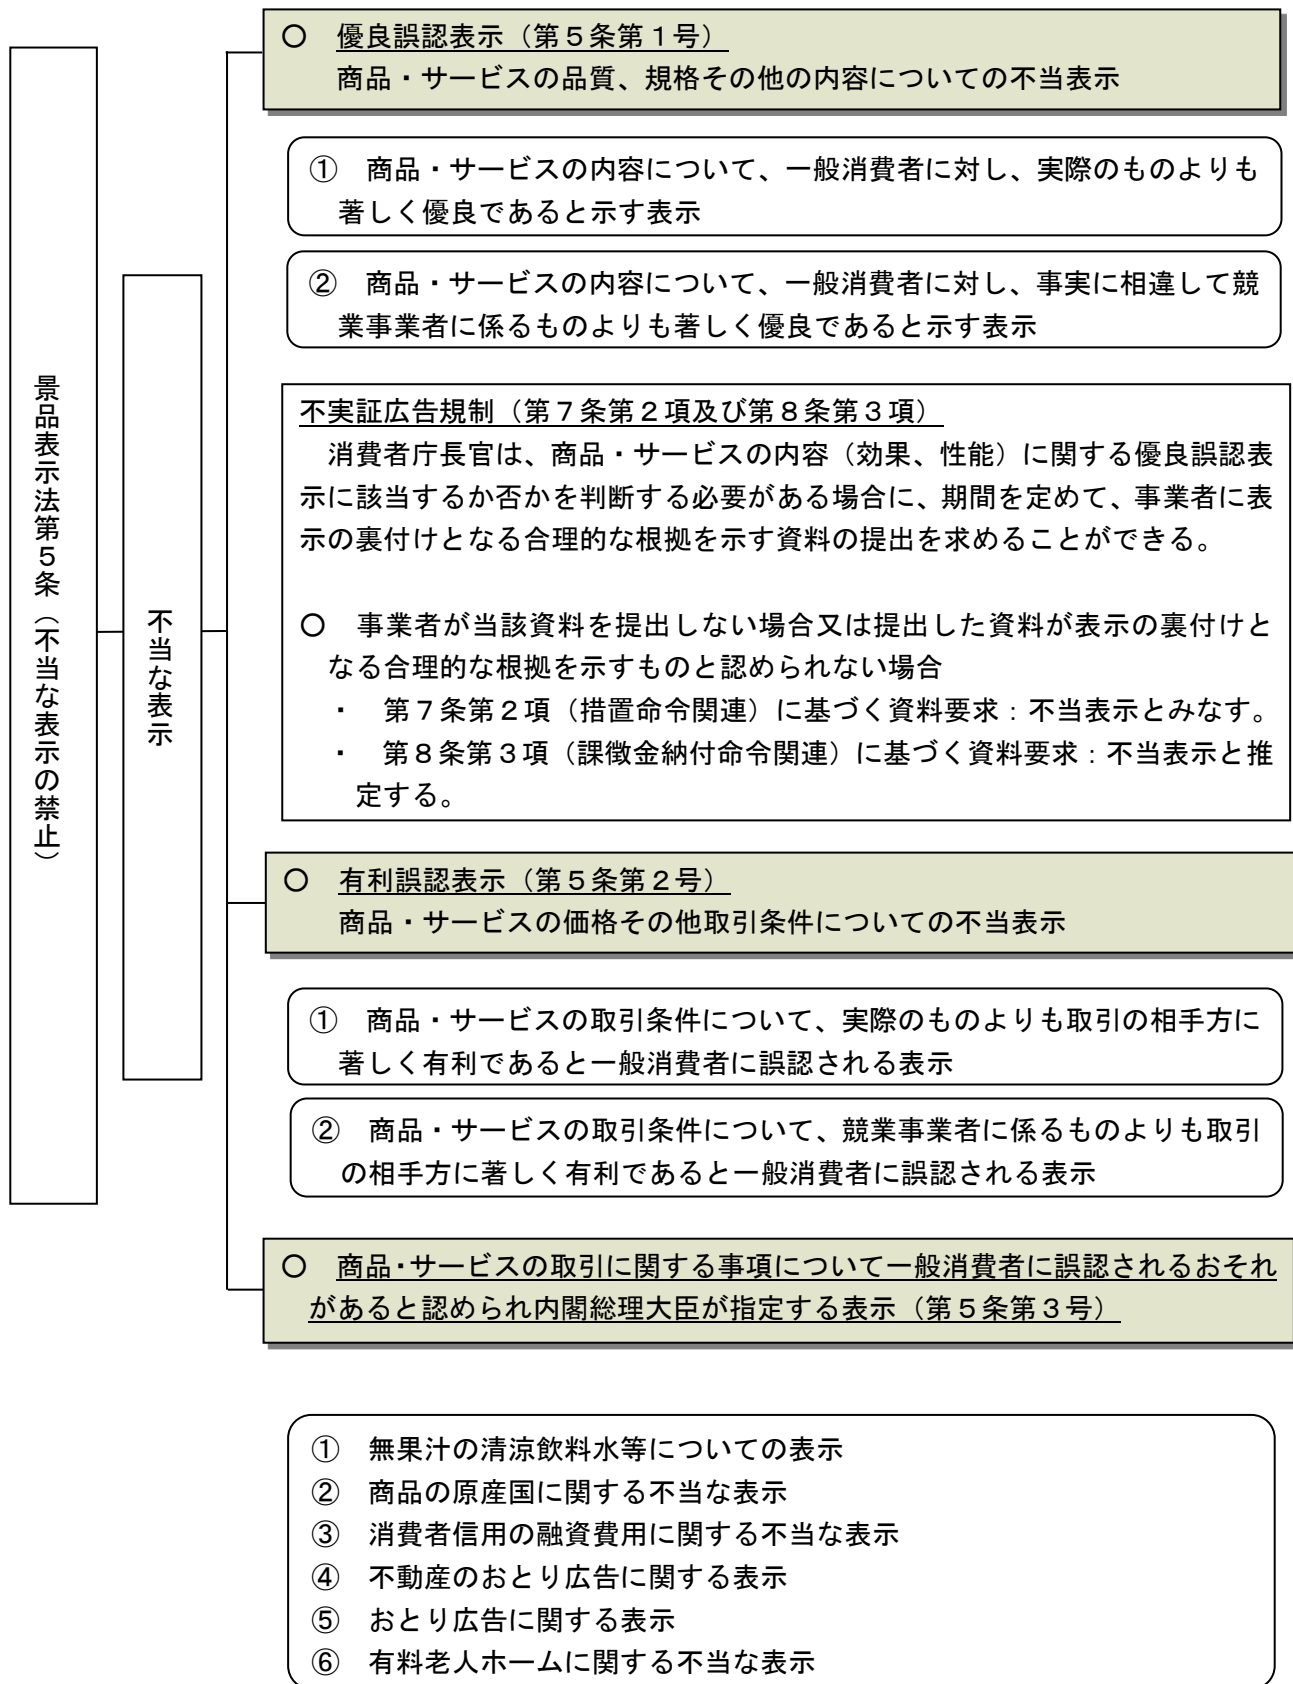 景品表示法第５条（不当な表示の禁止）
不当な表示
○　優良誤認表示（第５条第１号）
商品・サービスの品質、規格その他の内容についての不当表示
①　商品・サービスの内容について、一般消費者に対し、実際のものよりも
著しく優良であると示す表示
②　商品・サービスの内容について、一般消費者に対し、事実に相違して競
業事業者に係るものよりも著しく優良であると示す表示
不実証広告規制（第７条第２項及び第８条第３項）
消費者庁長官は、商品・サービスの内容（効果、性能）に関する優良誤認表
示に該当するか否かを判断する必要がある場合に、期間を定めて、事業者に表
示の裏付けとなる合理的な根拠を示す資料の提出を求めることができる。
○　事業者が当該資料を提出しない場合又は提出した資料が表示の裏付けと
なる合理的な根拠を示すものと認められない場合
・　第７条第２項（措置命令関連）に基づく資料要求：不当表示とみなす。
・　第８条第３項（課徴金納付命令関連）に基づく資料要求：不当表示と推
定する。
○　有利誤認表示（第５条第２号）
商品・サービスの価格その他取引条件についての不当表示
①　商品・サービスの取引条件について、実際のものよりも取引の相手方に
著しく有利であると一般消費者に誤認される表示
②　商品・サービスの取引条件について、競業事業者に係るものよりも取引
の相手方に著しく有利であると一般消費者に誤認される表示
○　商品・サービスの取引に関する事項について一般消費者に誤認されるおそれ
があると認められ内閣総理大臣が指定する表示（第５条第３号）
①　無果汁の清涼飲料水等についての表示
②　商品の原産国に関する不当な表示
③　消費者信用の融資費用に関する不当な表示
④　不動産のおとり広告に関する表示
⑤　おとり広告に関する表示
⑥　有料老人ホームに関する不当な表示